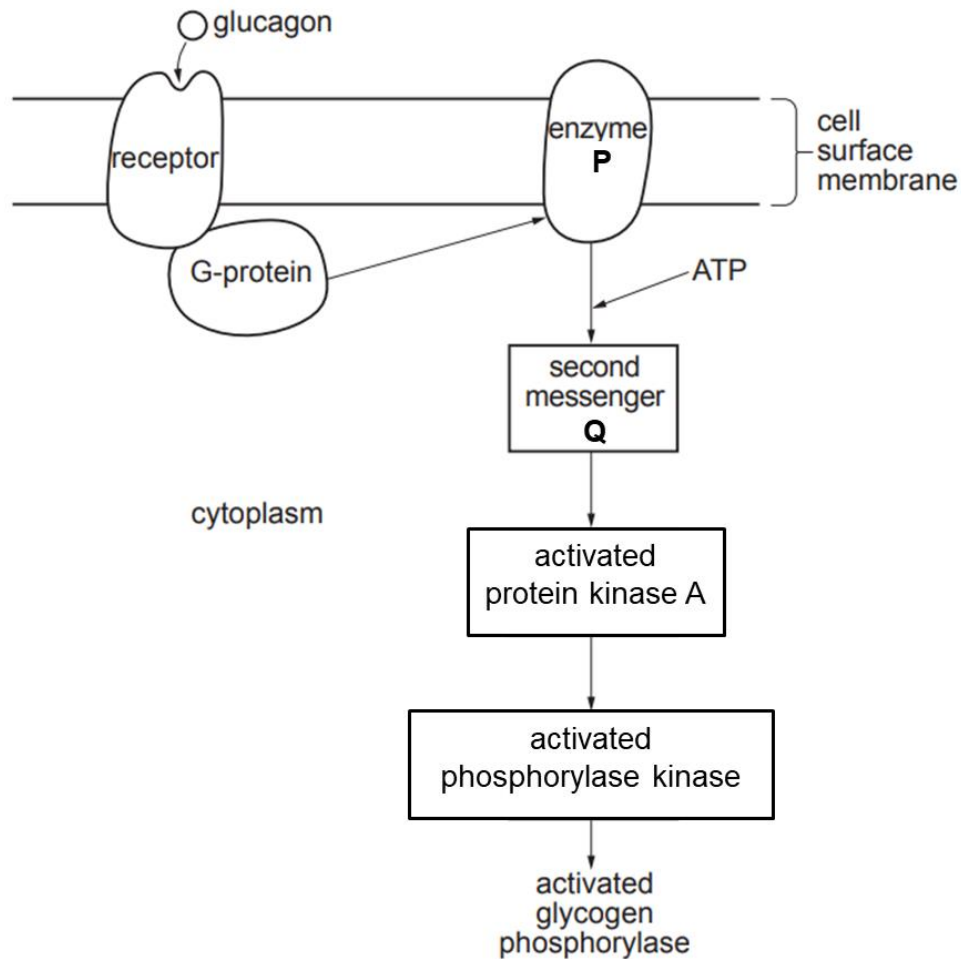 glucagon
receptor
enzyme
P
cell
surface
membrane
G-protein
ATP
second
messenger
Q
cytoplasm
activated
protein kinase A
activated
phosphorylase kinase
activated
glycogen
phosphorylase